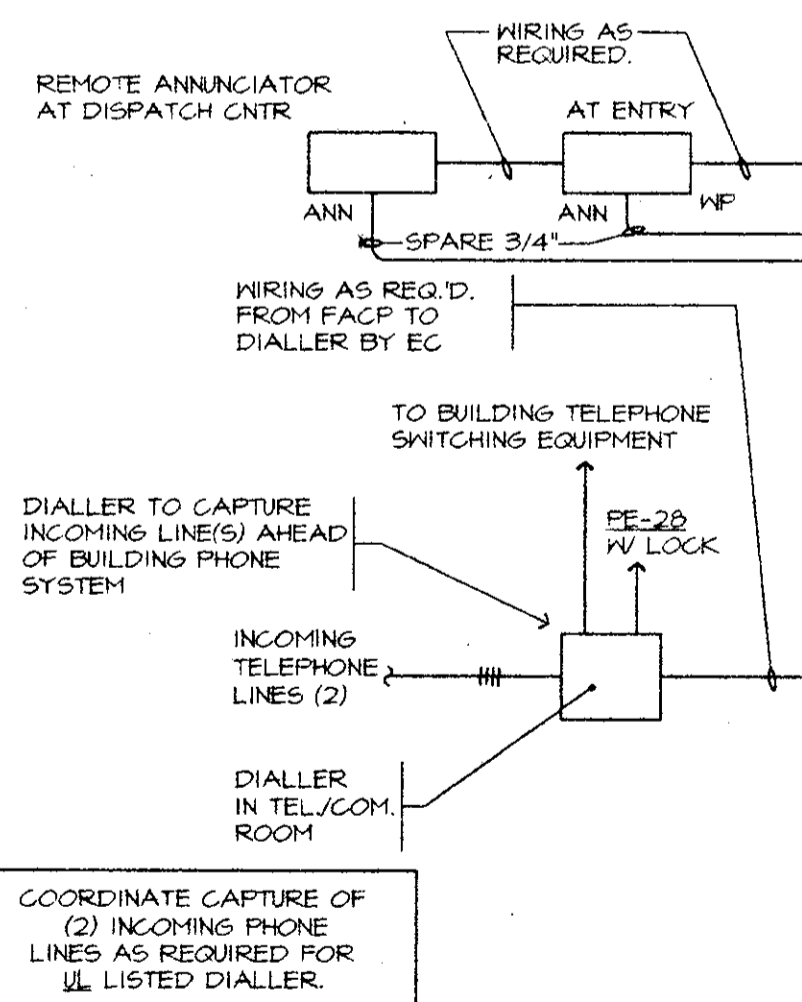 WIRING AS
REQUIRED.
REMOTE ANNUNCIATOR
AT DISPATCH CNTR
AT ENTRY
ANN
ANN
WP
SPARE 3/4"
WIRING AS REQ.'D.
FROM FACP TO
DIALLER BY EC
TO BUILDING TELEPHONE
SWITCHING EQUIPMENT
DIALLER TO CAPTURE
INCOMING LINE(S) AHEAD
OF BUILDING PHONE
SYSTEM
PE-28
W/ LOCK
INCOMING
TELEPHONE
LINES (2)
DIALLER
IN TEL./COM.
ROOM
COORDINATE CAPTURE OF
(2) INCOMING PHONE
LINES AS REQUIRED FOR
UL LISTED DIALLER.